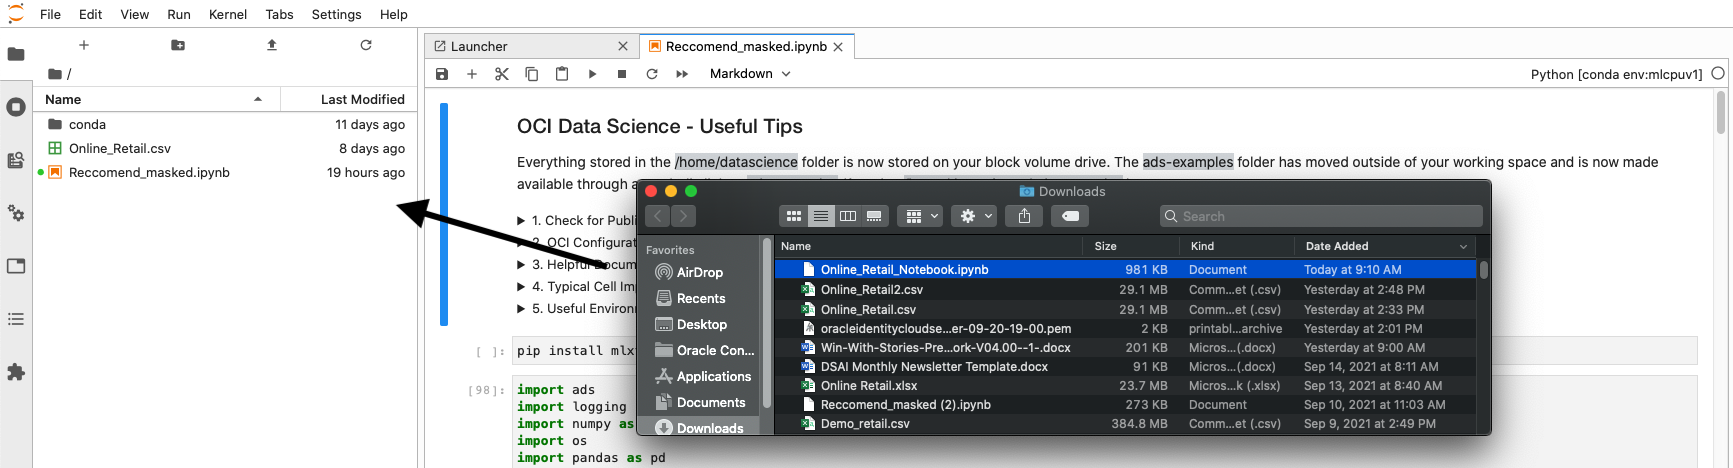 File Edit View Run Kernel Tabs Settings Help
Launcher
Reccomend_masked.ipynb
/
Markdown
Python [conda env:mlcpuv1]
Name Last Modified
conda 11 days ago
Online_Retail.csv 8 days ago
Reccomend_masked.ipynb 19 hours ago
OCI Data Science - Useful Tips
Everything stored in the /home/datascience folder is now stored on your block volume drive. The ads-examples folder has moved outside of your working space and is now made
available through a
1. Check for Publi
2. OCI Configurat
3. Helpful Docum
4. Typical Cell Im
5. Useful Environ
[ ]: pip install mlx
[98]: import ads
import logging
import numpy as
import os
import pandas as pd
Downloads
Search
Favorites
AirDrop
Recents
Desktop
Oracle Con...
Applications
Documents
Downloads
Name Size Kind Date Added
Online_Retail_Notebook.ipynb 981 KB Document Today at 9:10 AM
Online_Retail2.csv 29.1 MB Comm...et (.csv) Yesterday at 2:48 PM
Online_Retail.csv 29.1 MB Comm...et (.csv) Yesterday at 2:33 PM
oracleidentitycloudse...er-09-20-19-00.pem 2 KB printabl...archive Yesterday at 2:01 PM
Win-With-Stories-Pre...ork-V04.00--1-.docx 201 KB Micros...(.docx) Yesterday at 9:00 AM
DSAI Monthly Newsletter Template.docx 91 KB Micros...(.docx) Sep 14, 2021 at 8:11 AM
Online Retail.xlsx 23.7 MB Micros...k (.xlsx) Sep 13, 2021 at 8:40 AM
Reccomend_masked (2).ipynb 273 KB Document Sep 10, 2021 at 11:03 AM
Demo_retail.csv 384.8 MB Comm...et (.csv) Sep 9, 2021 at 2:49 PM